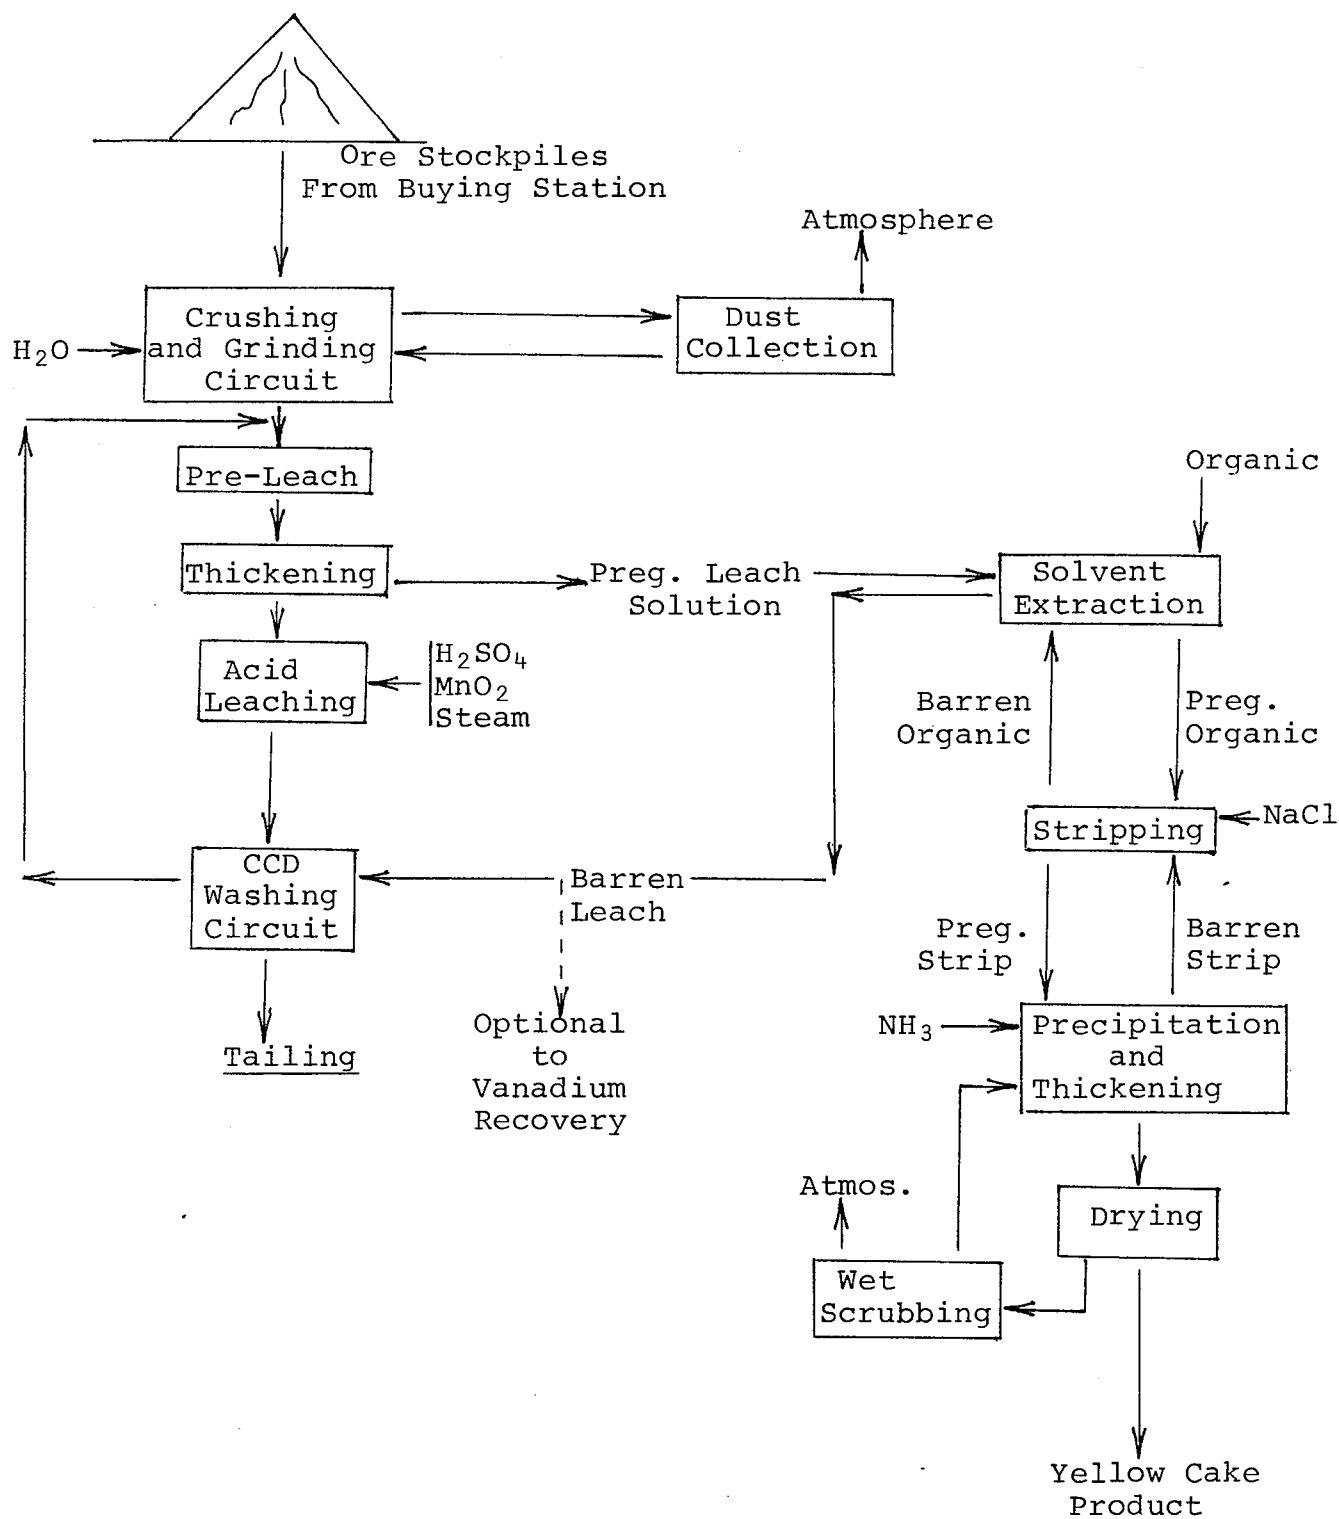 Ore Stockpiles
From Buying Station
Atmosphere
Crushing
and Grinding
Circuit
H₂O
Dust
Collection
Pre-Leach
Organic
Thickening
Preg. Leach
Solution
Solvent
Extraction
Acid
Leaching
H₂SO₄
MnO₂
Steam
Barren
Organic
Preg.
Organic
Stripping
NaCl
CCD
Washing
Circuit
Barren
Leach
Preg.
Strip
Barren
Strip
Tailing
Optional
to
Vanadium
Recovery
NH₃
Precipitation
and
Thickening
Atmos.
Drying
Wet
Scrubbing
Yellow Cake
Product